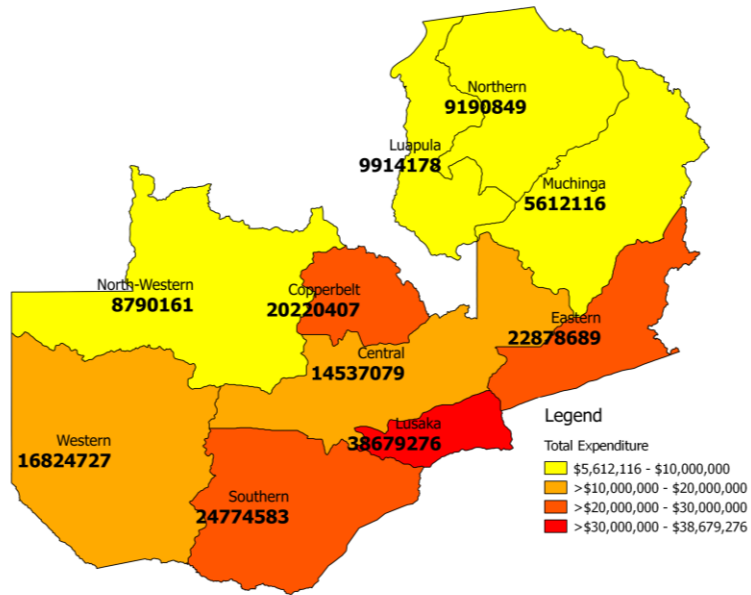 Northern
9190849
Luapula
9914178
Muchinga
5612116
North-Western
8790161
Copperbelt
20220407
Eastern
22878689
Central
14537079
Lusaka
38679276
Western
16824727
Southern
24774583
Legend
Total Expenditure
$5,612,116 - $10,000,000
>$10,000,000 - $20,000,000
>$20,000,000 - $30,000,000
>$30,000,000 - $38,679,276